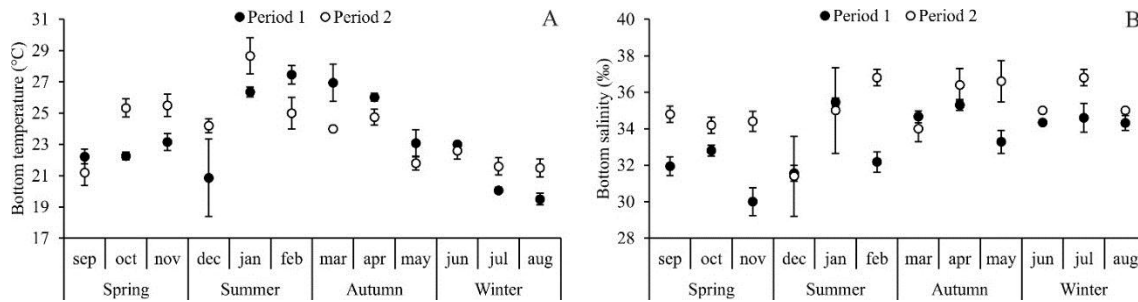 Period 1 Period 2 A
Bottom temperature (°C)
31
29
27
25
23
21
19
17
sep oct nov dec jan feb mar apr may jun jul aug
Spring Summer Autumn Winter
Period 1 Period 2 B
Bottom salinity (‰)
40
38
36
34
32
30
28
sep oct nov dec jan feb mar apr may jun jul aug
Spring Summer Autumn Winter